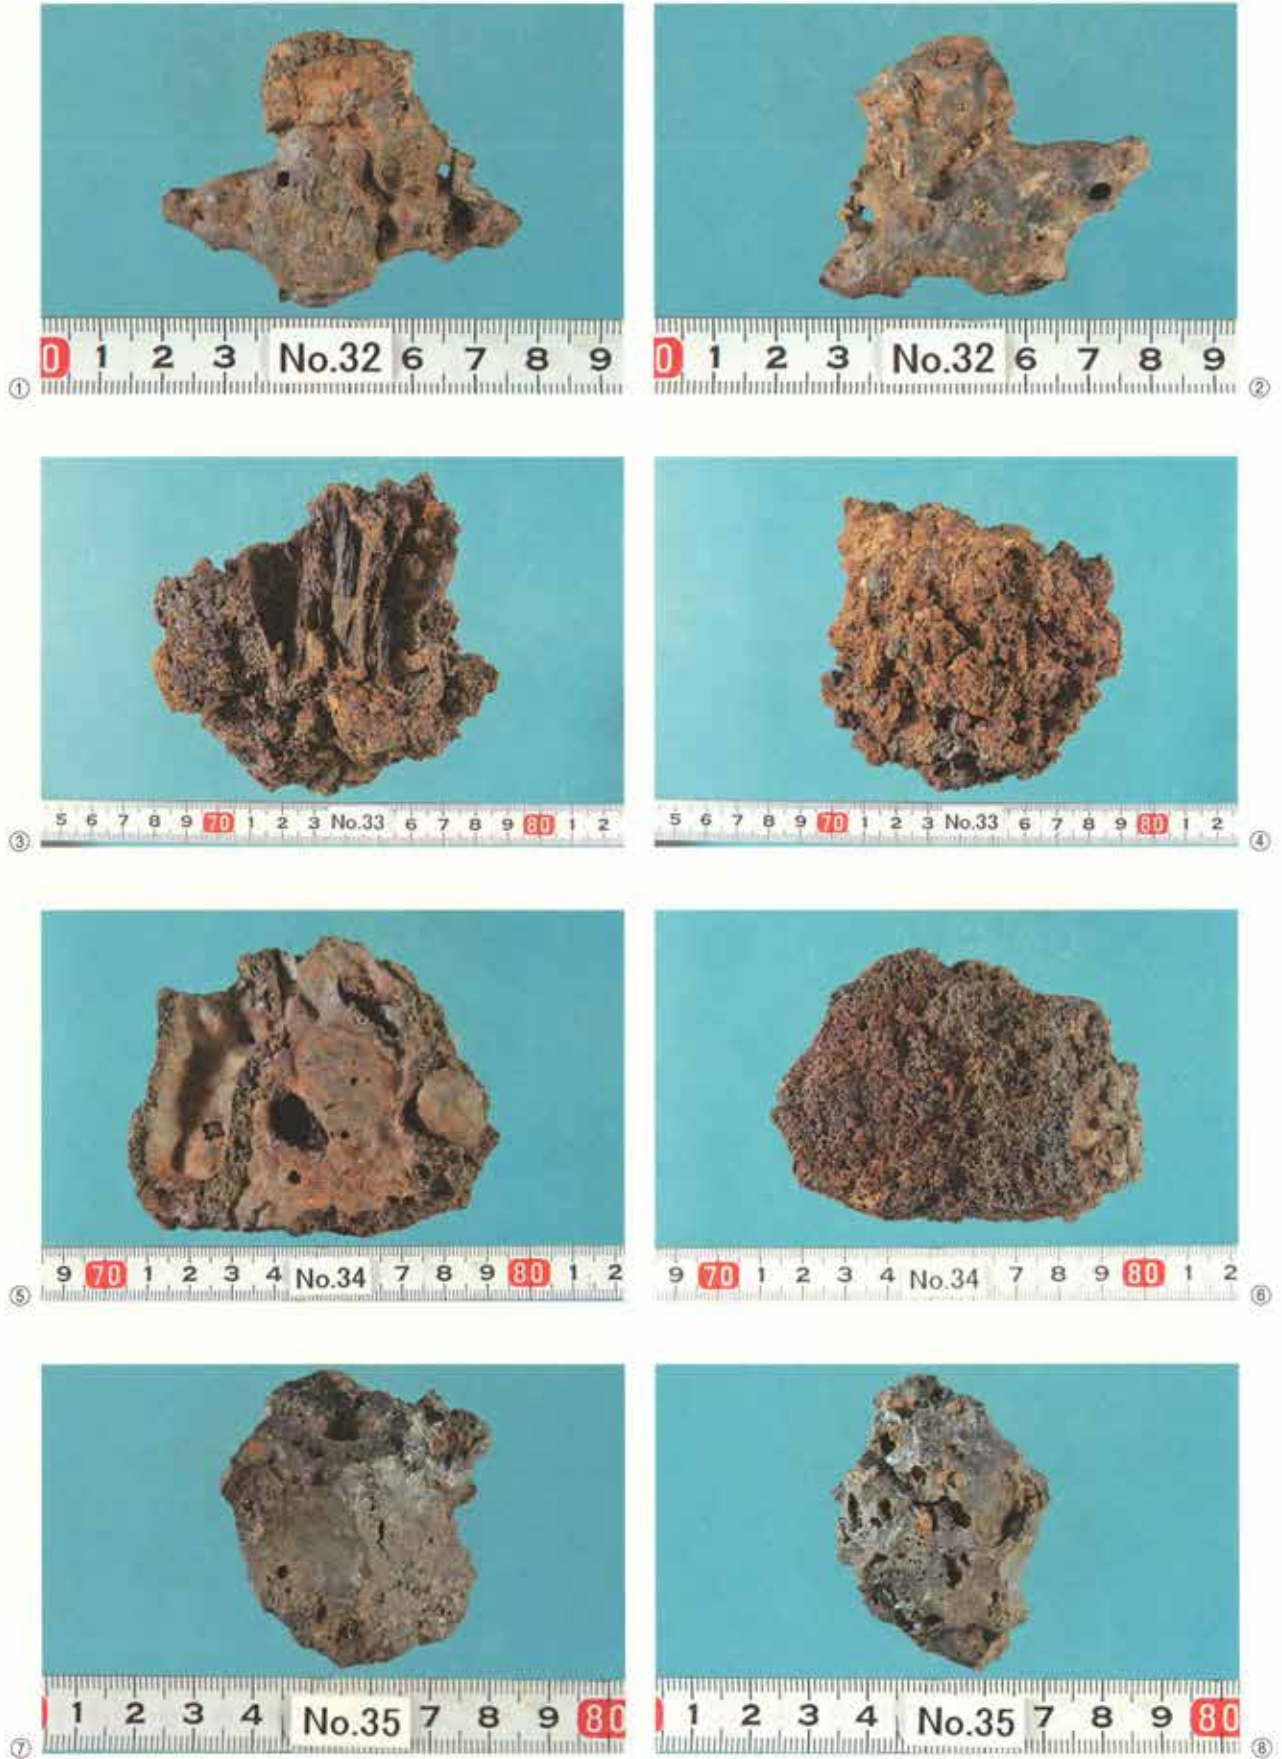 0 1 2 3 No.32 6 7 8 9
①
0 1 2 3 No.32 6 7 8 9
②
5 6 7 8 9 70 1 2 3 No.33 6 7 8 9 80 1 2
③
5 6 7 8 9 70 1 2 3 No.33 6 7 8 9 80 1 2
④
9 70 1 2 3 4 No.34 7 8 9 80 1 2
⑤
9 70 1 2 3 4 No.34 7 8 9 80 1 2
⑥
1 2 3 4 No.35 7 8 9 80
⑦
1 2 3 4 No.35 7 8 9 80
⑧